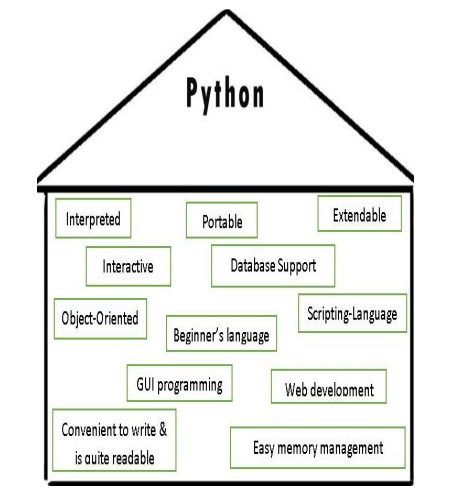 Python
Interpreted
Portable
Extendable
Interactive
Database Support
Object-Oriented
Scripting-Language
Beginner's language
GUI programming
Web development
Convenient to write &
is quite readable
Easy memory management